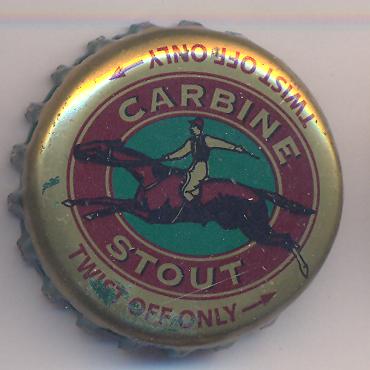 TWIST OFF ONLY
CARBINE
STOUT
TWIST OFF ONLY